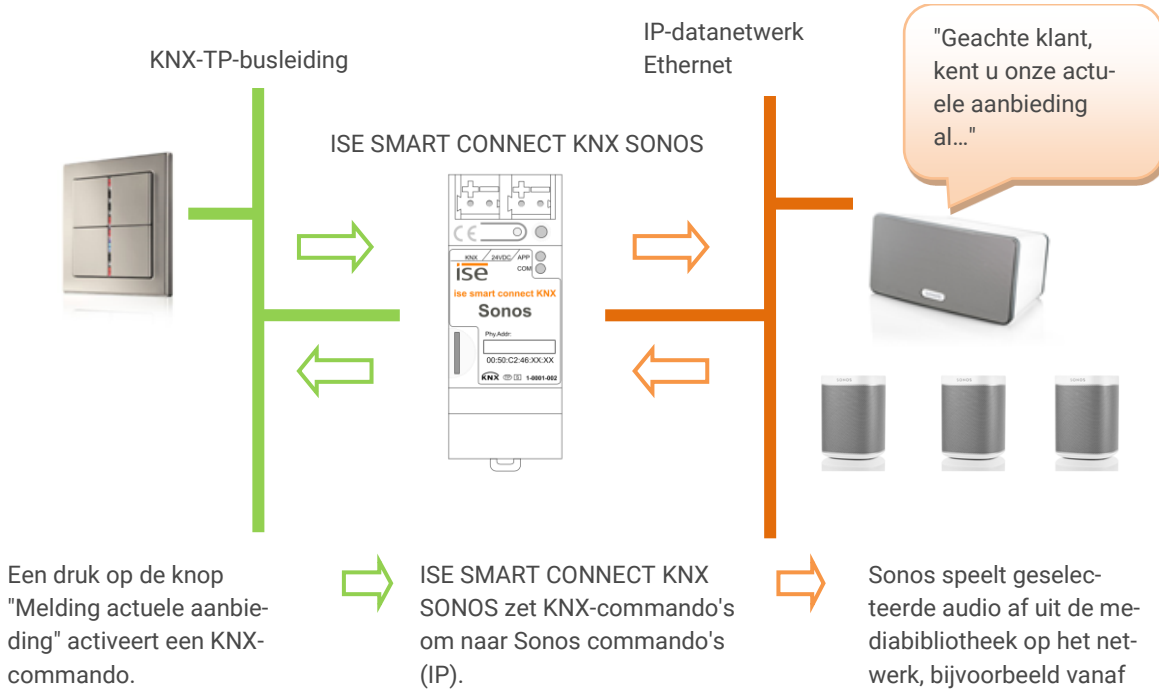 KNX-TP-busleiding
IP-datanetwerk
Ethernet
"Geachte klant,
kent u onze actu-
ele aanbieding
al..."
ISE SMART CONNECT KNX SONOS
KNX
24VDC
APP
COM
ise
ise smart connect KNX
Sonos
Phy.Addr:
00:50:C2:46:XX:XX
KNX
1-0001-002
SONOS
SONOS
SONOS
SONOS
Een druk op de knop
"Melding actuele aanbie-
ding" activeert een KNX-
commando.
ISE SMART CONNECT KNX
SONOS zet KNX-commando's
om naar Sonos commando's
(IP).
Sonos speelt geselec-
teerde audio af uit de me-
diabibliotheek op het net-
werk, bijvoorbeeld vanaf